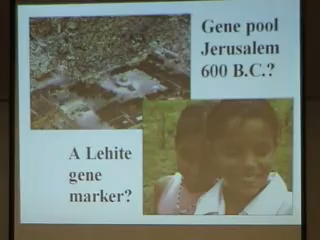 Gene pool
Jerusalem
600 B.C.?
A Lehite
gene
marker?